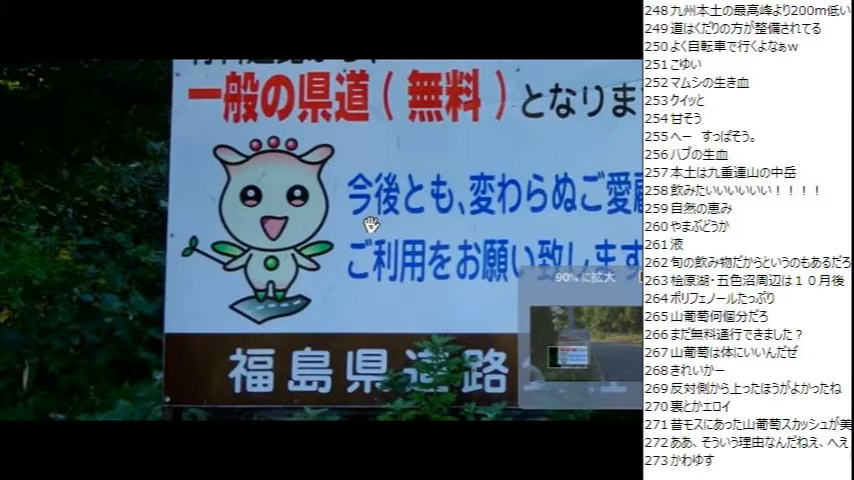 一般の県道(無料)となりま
今後とも、変わらぬご愛顧
ご利用をお願い致します
福島県道路
90%に拡大
248 九州本土の最高峰より200m低い
249 道はくだりの方が整備されてる
250 よく自転車で行くよなぁw
251 こゆい
252 マムシの生き血
253 クイッと
254 甘そう
255 へー すっぱそう。
256 ハブの生血
257 本土は九重連山の中岳
258 飲みたいいいいいい！！！！
259 自然の恵み
260 やまぶどうか
261 液
262 旬の飲み物だからというのもあるだろ
263 桧原湖・五色沼周辺は１０月後
264 ポリフェノールたっぷり
265 山葡萄何個分だろ
266 まだ無料通行できました？
267 山葡萄は体にいいんだぜ
268 きれいかー
269 反対側から上ったほうがよかったね
270 裏とかエロイ
271 昔モスにあった山葡萄スカッシュが美
272 ああ、そういう理由なんだねえ、へえ
273 かわゆす